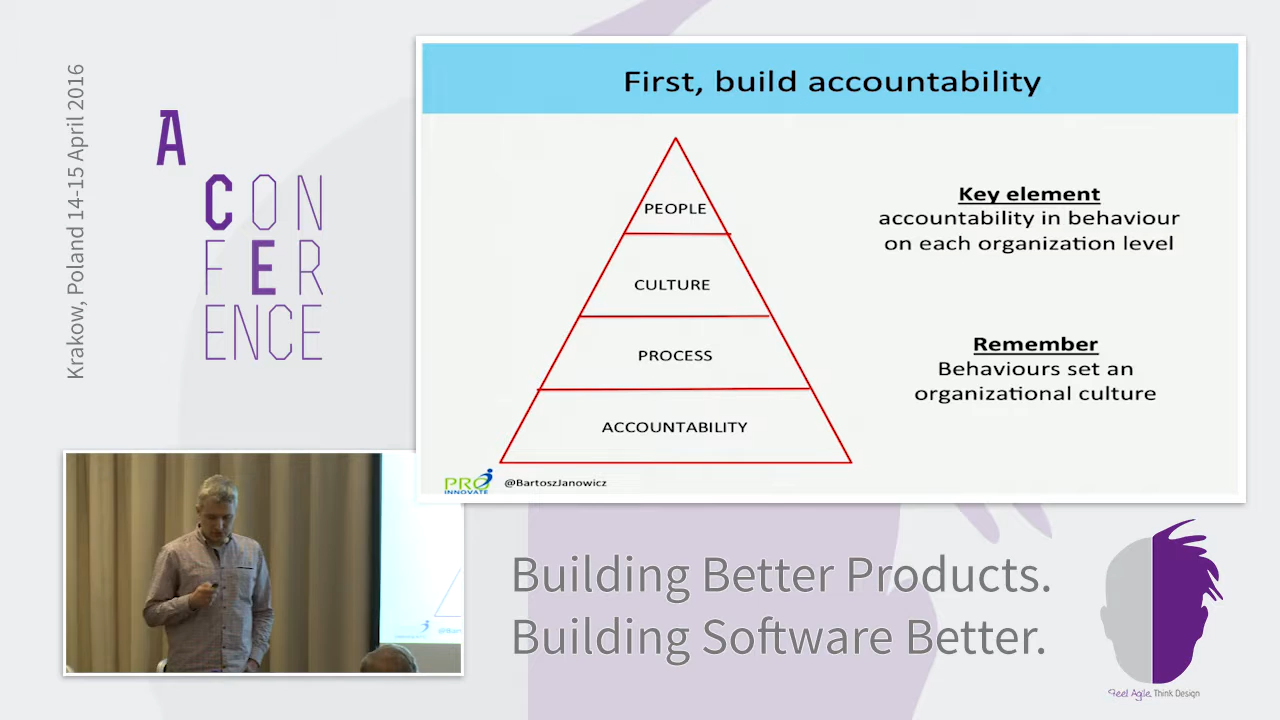 Krakow, Poland 14-15 April 2016
A
CON
FER
ENCE
First, build accountability
PEOPLE
CULTURE
PROCESS
ACCOUNTABILITY
Key element
accountability in behaviour
on each organization level
Remember
Behaviours set an
organizational culture
PRO
INNOVATE
@BartoszJanowicz
Building Better Products.
Building Software Better.
Feel Agile. Think Design